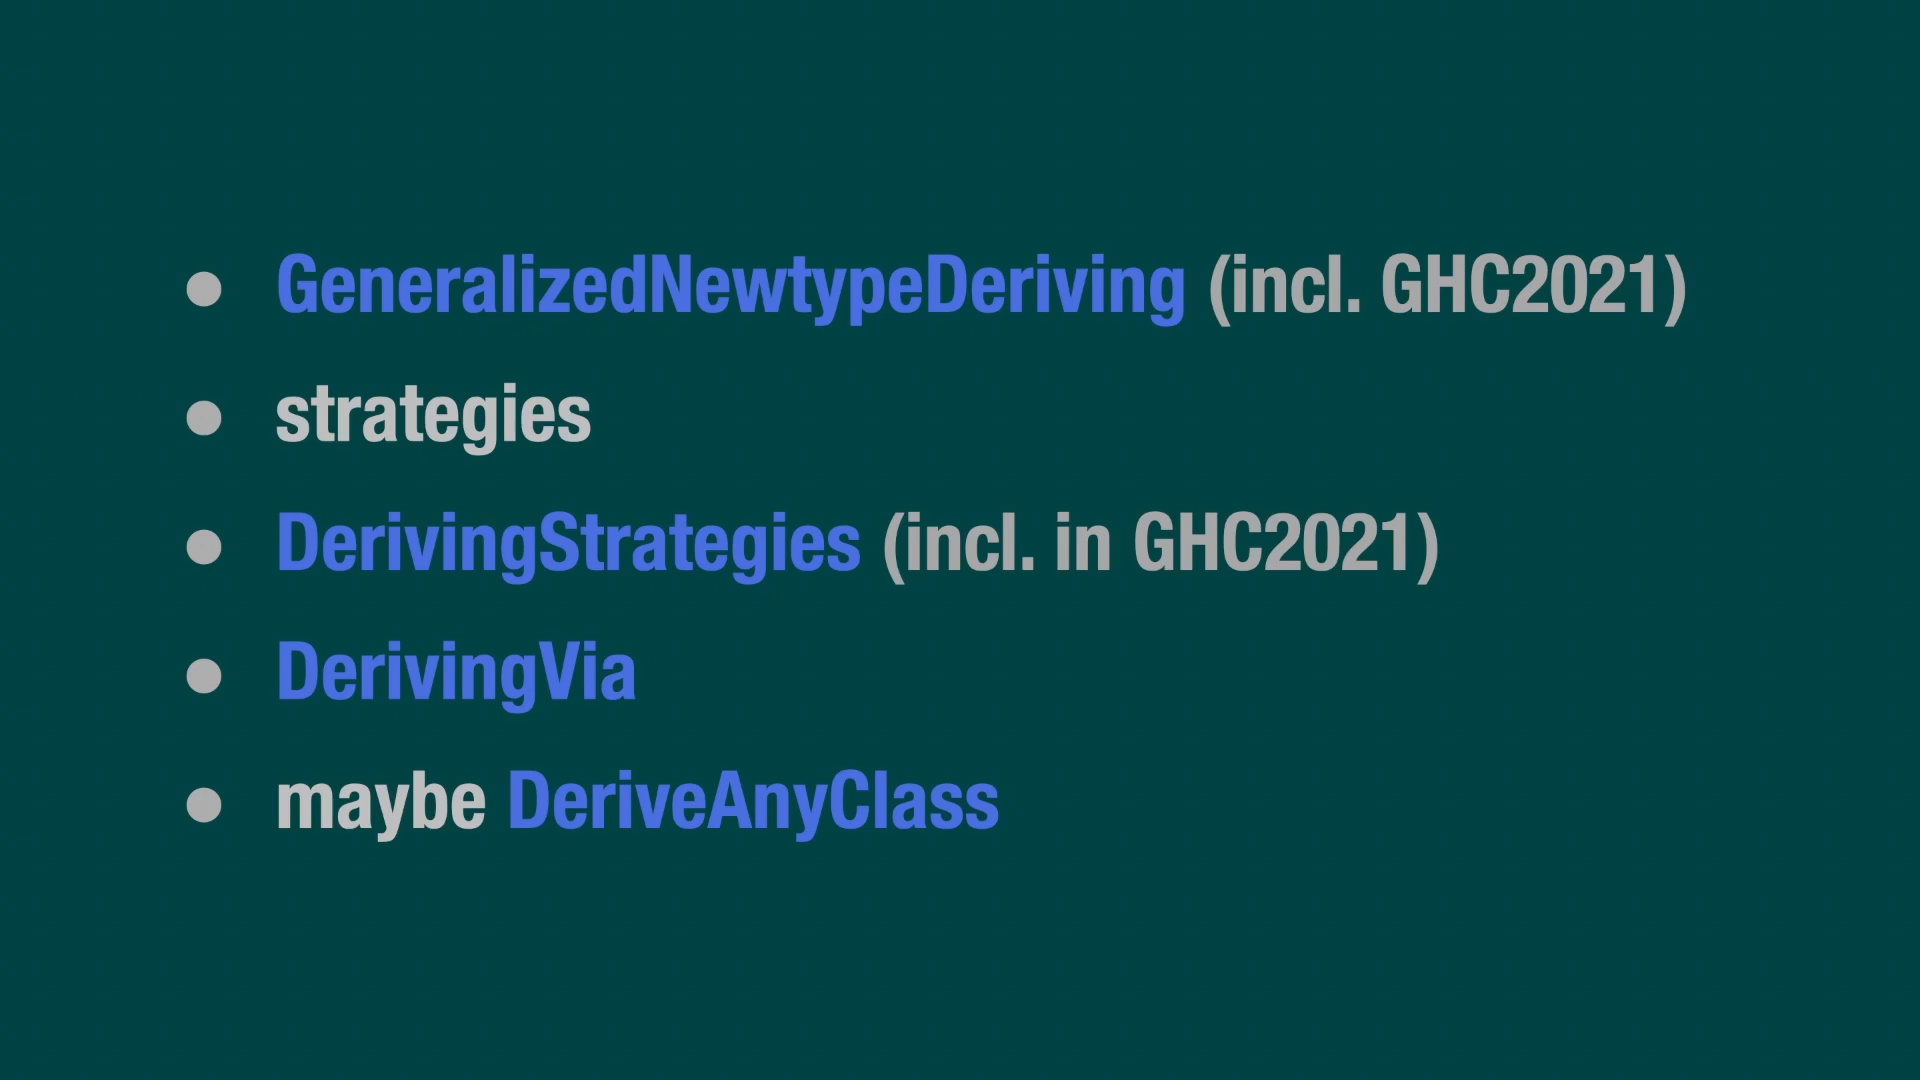 GeneralizedNewtypeDeriving (incl. GHC2021)
strategies
DerivingStrategies (incl. in GHC2021)
DerivingVia
maybe DeriveAnyClass